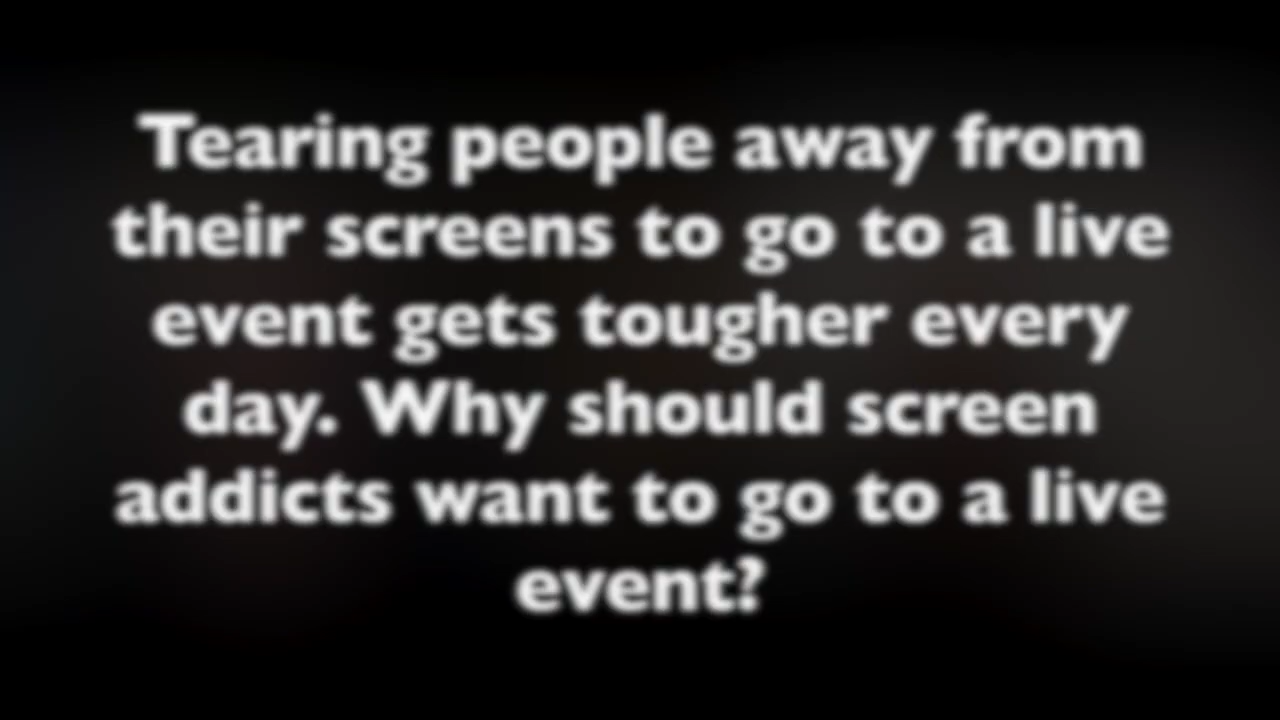 Tearing people away from
their screens to go to a live
event gets tougher every
day. Why should screen
addicts want to go to a live
event?